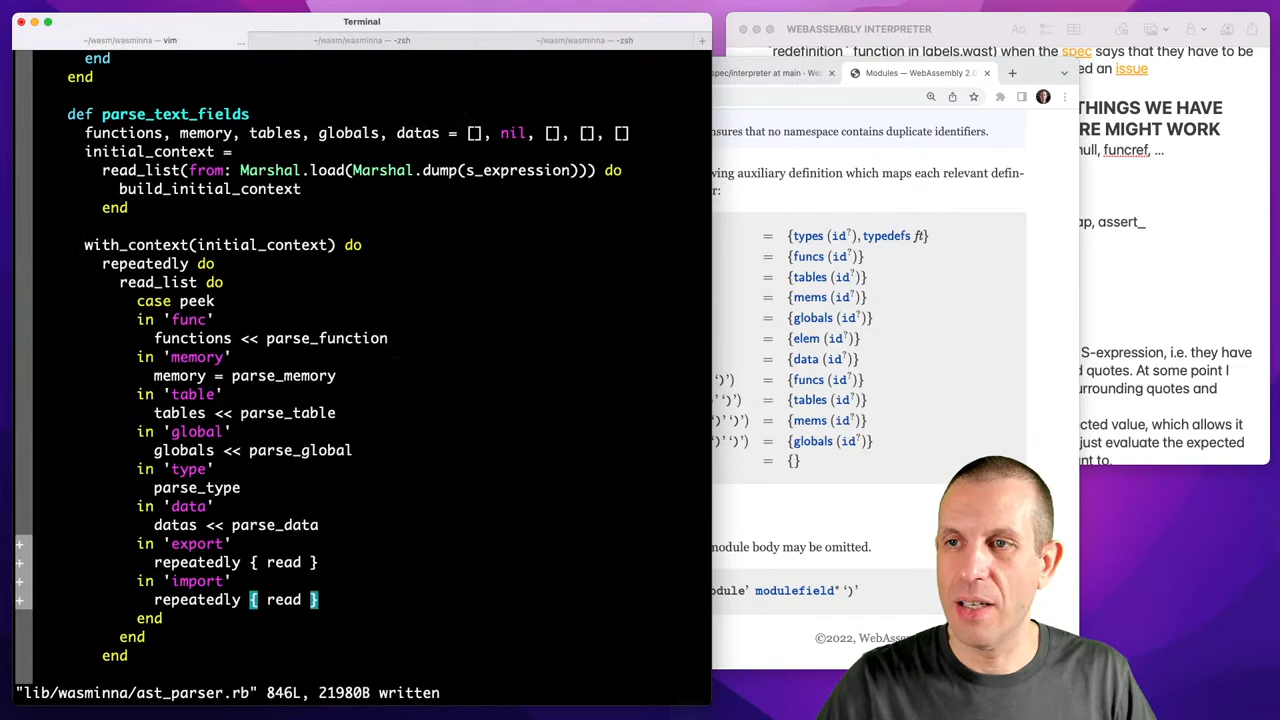 Terminal
~/wasm/wasminna — vim
...
~/wasm/wasminna — -zsh
~/wasm/wasminna — -zsh
+
end
end
def parse_text_fields
functions, memory, tables, globals, datas = [], nil, [], [], []
initial_context =
read_list(from: Marshal.load(Marshal.dump(s_expression))) do
build_initial_context
end
with_context(initial_context) do
repeatedly do
read_list do
case peek
in 'func'
functions << parse_function
in 'memory'
memory = parse_memory
in 'table'
tables << parse_table
in 'global'
globals << parse_global
in 'type'
parse_type
in 'data'
datas << parse_data
+ in 'export'
+ repeatedly { read }
+ in 'import'
+ repeatedly { read }
end
end
end
"lib/wasminna/ast_parser.rb" 846L, 21980B written
spec/interpreter at main · We
Modules — WebAssembly 2.0
nsures that no namespace contains duplicate identifiers.
wing auxiliary definition which maps each relevant defin-
r:
= {types (id?), typedefs ft}
= {funcs (id?)}
= {tables (id?)}
= {mems (id?)}
= {globals (id?)}
= {elem (id?)}
= {data (id?)}
‘)’) = {funcs (id?)}
‘)’ ‘)’) = {tables (id?)}
‘)’ ‘)’) = {mems (id?)}
‘)’ ‘)’) = {globals (id?)}
= {}
module body may be omitted.
odule’ modulefield* ‘)’
©2022, WebAsse
WEBASSEMBLY INTERPRETER
Aa
`redefinition` function in labels.wast) when the spec says that they have to be
ed an issue
THINGS WE HAVE
RE MIGHT WORK
null, funcref, ...
ap, assert_
S-expression, i.e. they have
d quotes. At some point I
urrounding quotes and
cted value, which allows it
just evaluate the expected
nt to.